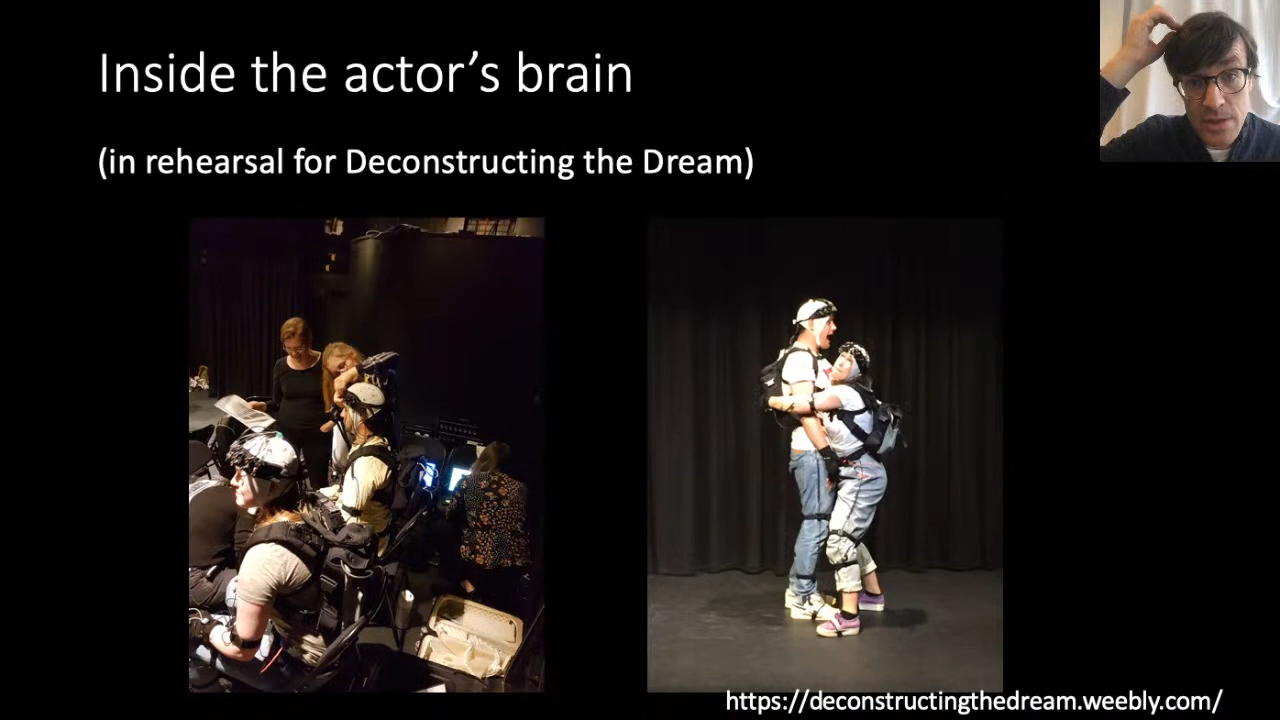 Inside the actor’s brain
(in rehearsal for Deconstructing the Dream)
https://deconstructingthedream.weebly.com/